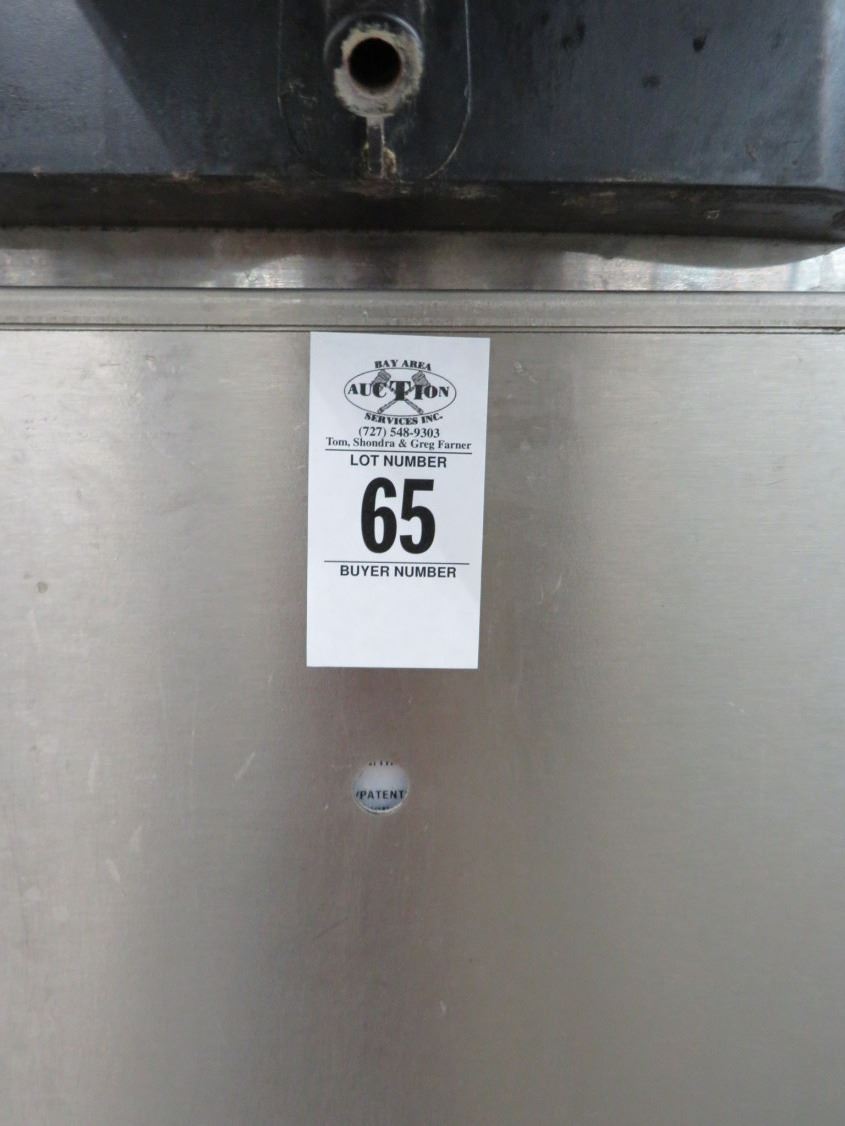 BAY AREA
AUCTION
SERVICES INC.
(727) 548-9303
Tom, Shondra & Greg Farner
LOT NUMBER
65
BUYER NUMBER
/PATENT